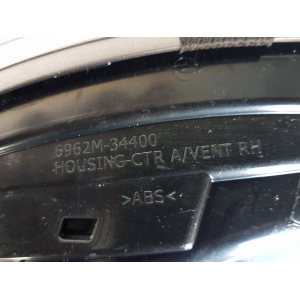 6962M-34400
HOUSING-CTR A/VENT RH
>ABS<